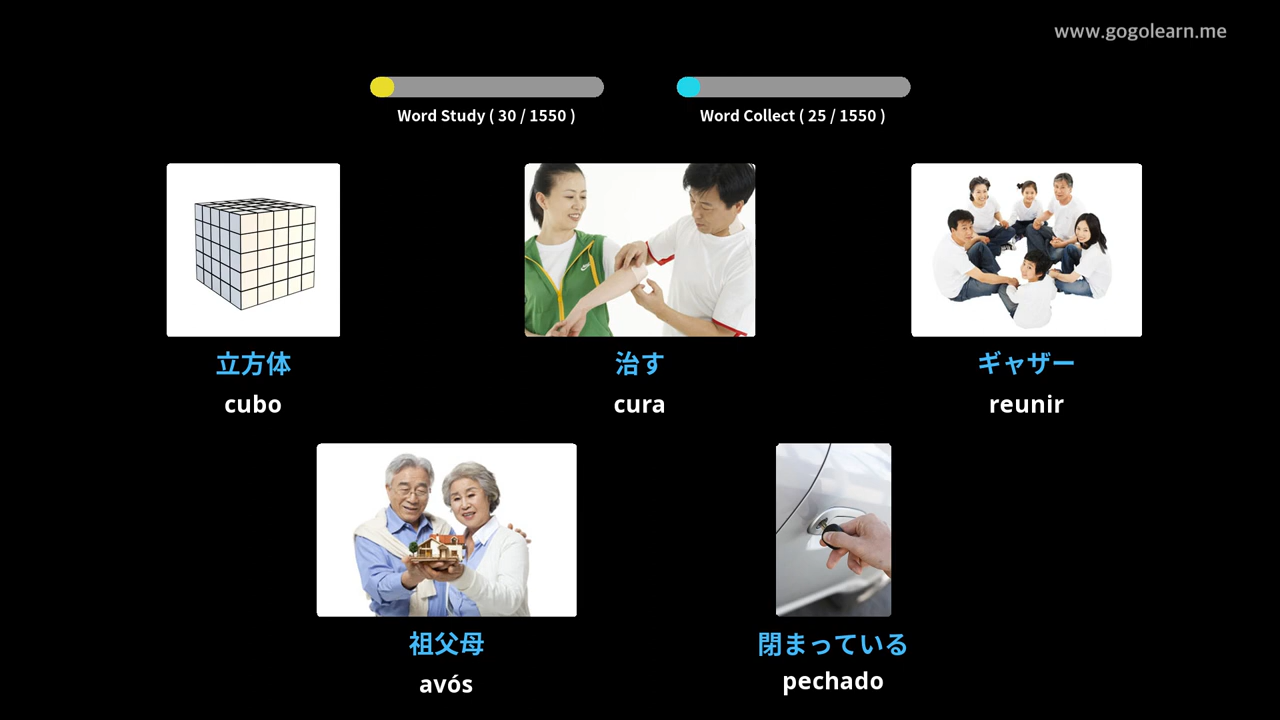 www.gogolearn.me
Word Study ( 30 / 1550 )
Word Collect ( 25 / 1550 )
立方体
cubo
治す
cura
ギャザー
reunir
祖父母
avós
閉まっている
pechado